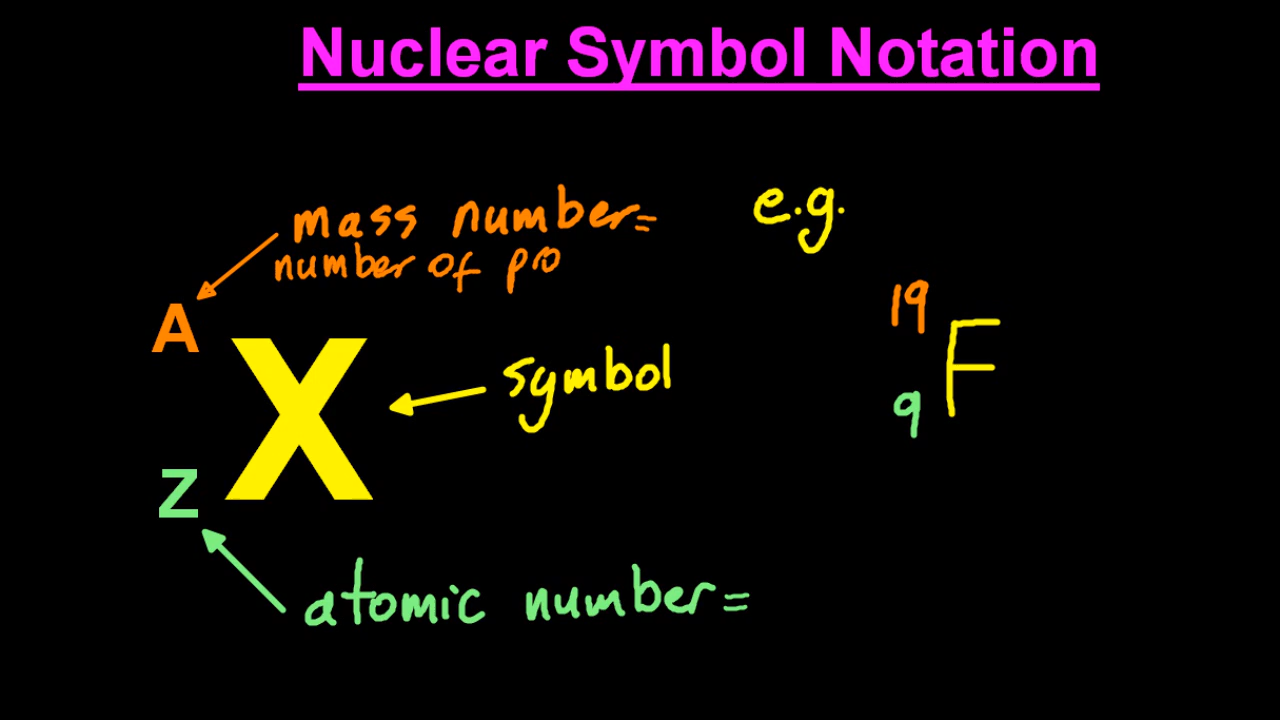 Nuclear Symbol Notation
mass number=
number of pro
e.g.
A
X
symbol
Z
atomic number=
19
9
F